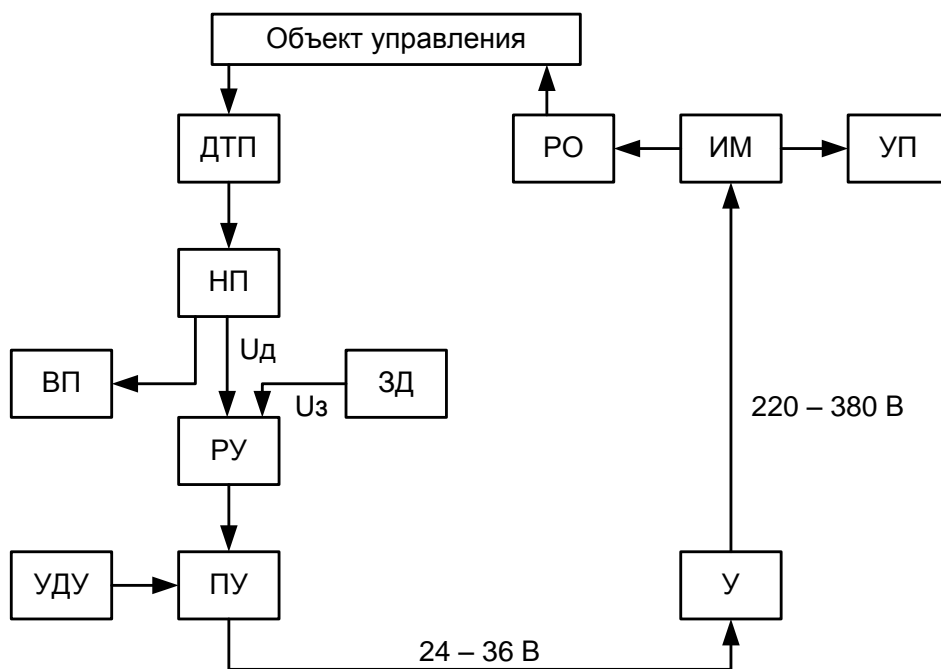 Объект управления
ДТП
РО
ИМ
УП
НП
Uд
ВП
ЗД
Uз
220 – 380 В
РУ
УДУ
ПУ
У
24 – 36 В